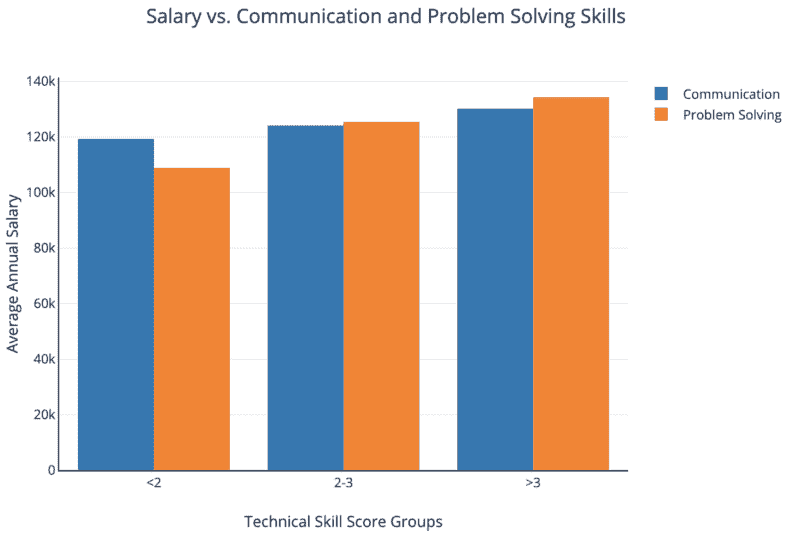 Salary vs. Communication and Problem Solving Skills
Communication
Problem Solving
140k
120k
100k
80k
60k
40k
20k
0
Average Annual Salary
<2
2-3
>3
Technical Skill Score Groups